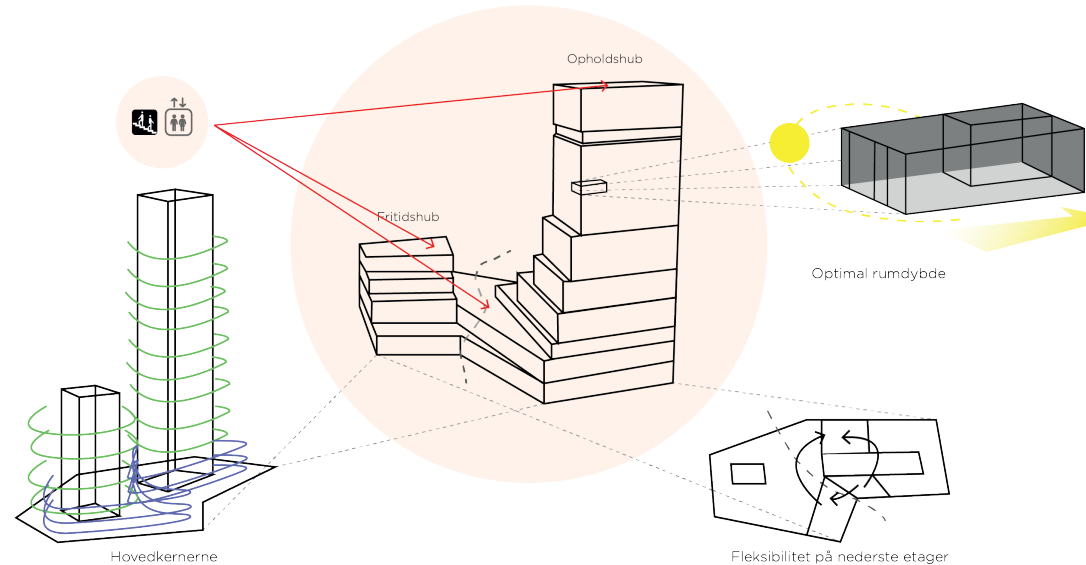 Opholdshub
Fritidshub
Optimal rumdybde
Hovedkernerne
Fleksibilitet på nederste etager